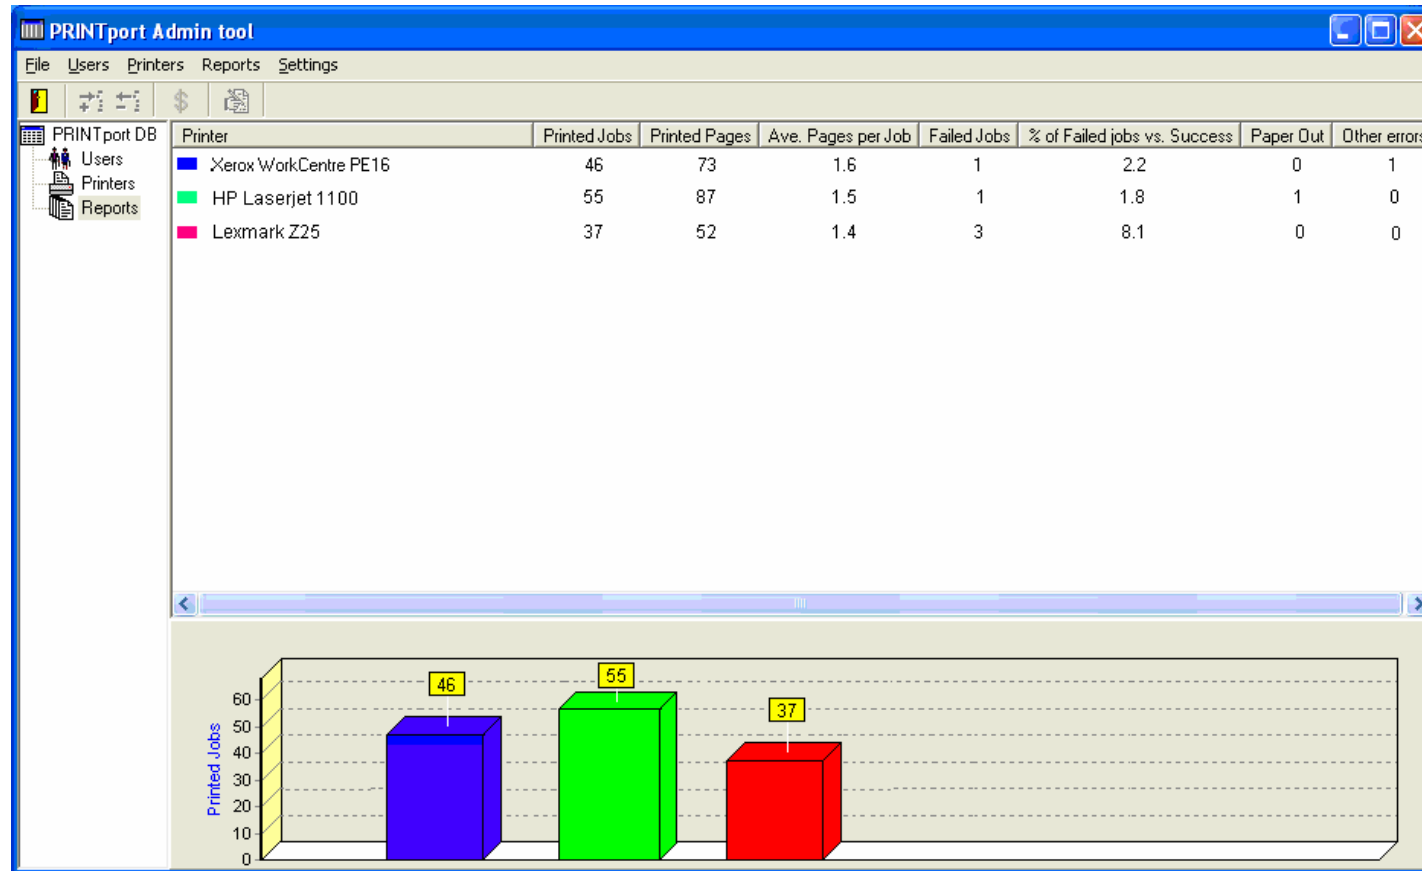 PRINTport Admin tool
File Users Printers Reports Settings
$
PRINTport DB
Users
Printers
Reports
Printer Printed Jobs Printed Pages Ave. Pages per Job Failed Jobs % of Failed jobs vs. Success Paper Out Other errors
Xerox WorkCentre PE16 46 73 1.6 1 2.2 0 1
HP Laserjet 1100 55 87 1.5 1 1.8 1 0
Lexmark Z25 37 52 1.4 3 8.1 0 0
46
55
37
Printed Jobs
60
50
40
30
20
10
0